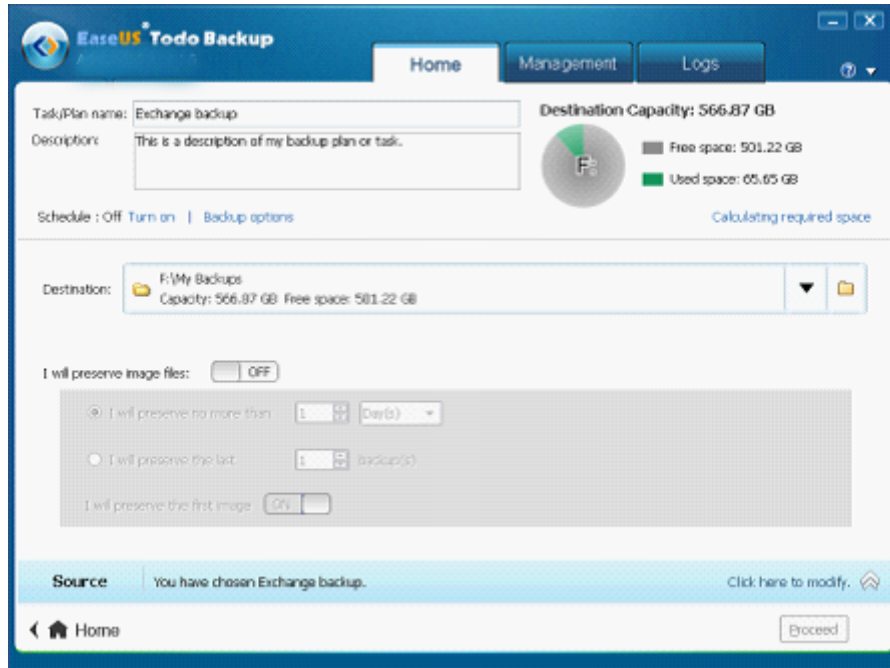 EaseUS Todo Backup
Home
Management
Logs
Task/Plan name: Exchange backup
Description: This is a description of my backup plan or task.
Destination Capacity: 566.87 GB
F:
Free space: 501.22 GB
Used space: 65.65 GB
Schedule : Off Turn on | Backup options
Calculating required space
Destination: F:\My Backups
Capacity: 566.87 GB Free space: 501.22 GB
I will preserve image files: OFF
I will preserve no more than 1 Day(s)
I will preserve the last 1 backup(s)
I will preserve the first image ON
Source You have chosen Exchange backup. Click here to modify.
Home
Proceed